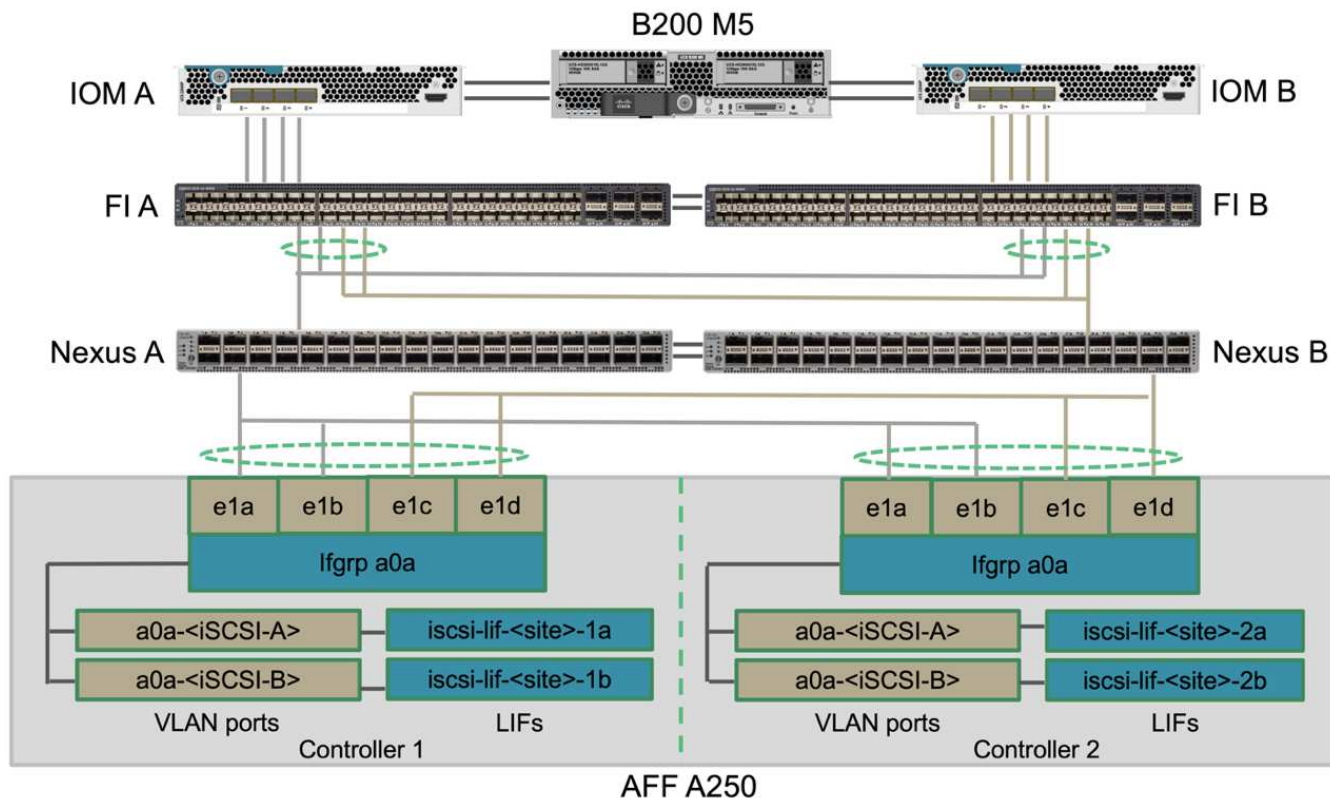 B200 M5
IOM A
IOM B
FI A
FI B
Nexus A
Nexus B
e1a e1b e1c e1d
e1a e1b e1c e1d
Ifgrp a0a
Ifgrp a0a
a0a-<iSCSI-A> iscsi-lif-<site>-1a
a0a-<iSCSI-A> iscsi-lif-<site>-2a
a0a-<iSCSI-B> iscsi-lif-<site>-1b
a0a-<iSCSI-B> iscsi-lif-<site>-2b
VLAN ports LIFs
VLAN ports LIFs
Controller 1
Controller 2
AFF A250